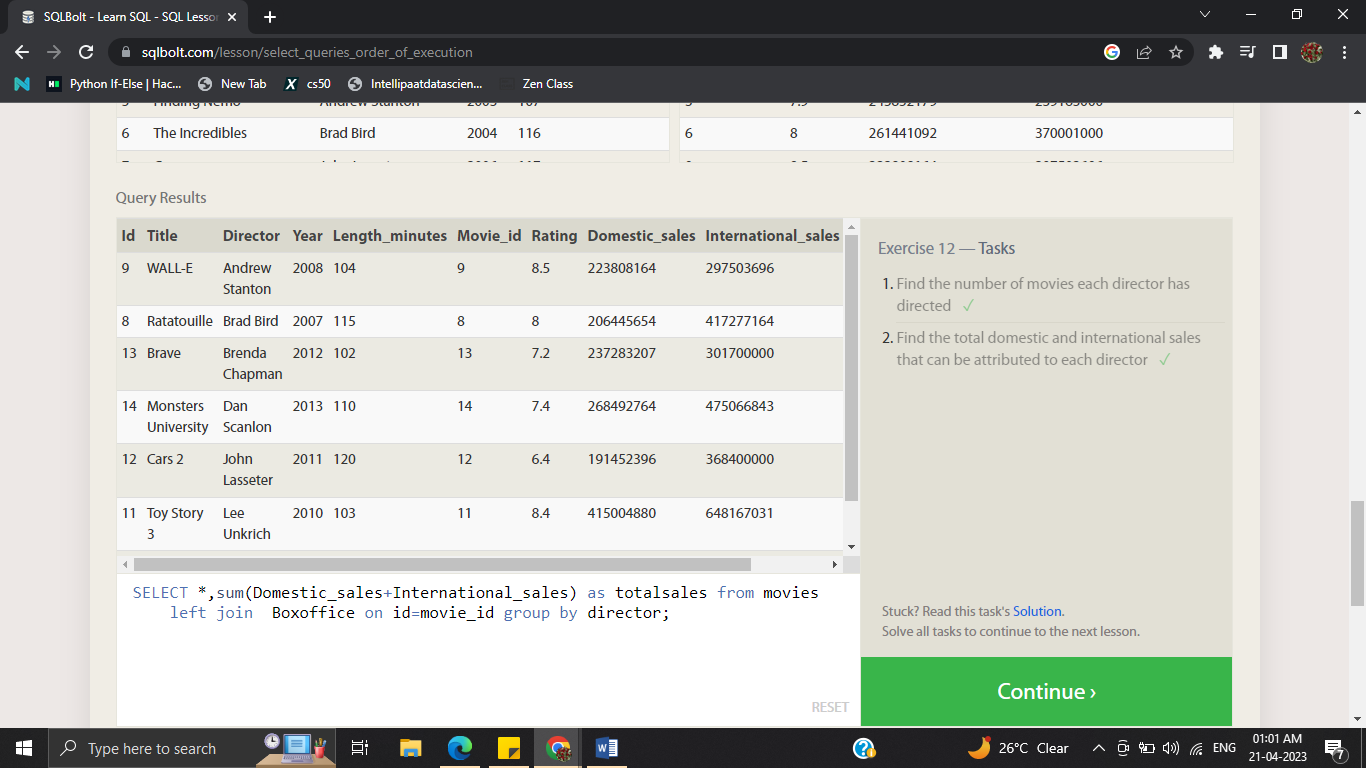 SQLBolt - Learn SQL - SQL Lesson
sqlbolt.com/lesson/select_queries_order_of_execution
Python If-Else | Hac... New Tab cs50 Intellipaatdatascien... Zen Class
6 The Incredibles Brad Bird 2004 116 6 8 261441092 370001000
Query Results
Id Title Director Year Length_minutes Movie_id Rating Domestic_sales International_sales
9 WALL-E Andrew Stanton 2008 104 9 8.5 223808164 297503696
8 Ratatouille Brad Bird 2007 115 8 8 206445654 417277164
13 Brave Brenda Chapman 2012 102 13 7.2 237283207 301700000
14 Monsters University Dan Scanlon 2013 110 14 7.4 268492764 475066843
12 Cars 2 John Lasseter 2011 120 12 6.4 191452396 368400000
11 Toy Story 3 Lee Unkrich 2010 103 11 8.4 415004880 648167031
Exercise 12 — Tasks
1. Find the number of movies each director has
directed ✓
2. Find the total domestic and international sales
that can be attributed to each director ✓
Stuck? Read this task's Solution.
Solve all tasks to continue to the next lesson.
Continue ›
SELECT *,sum(Domestic_sales+International_sales) as totalsales from movies
left join  Boxoffice on id=movie_id group by director;
RESET
Type here to search
26°C Clear
ENG
01:01 AM
21-04-2023
7